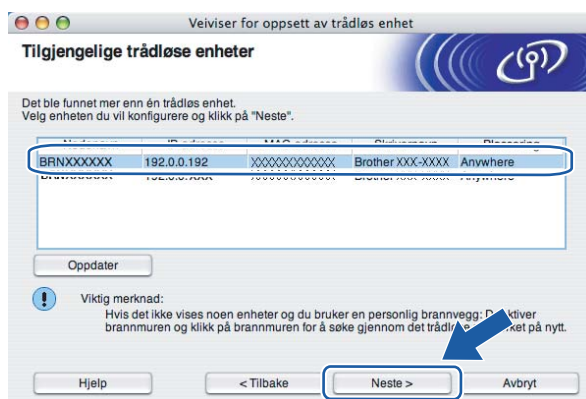 Veiviser for oppsett av trådløs enhet
Tilgjengelige trådløse enheter
Det ble funnet mer enn én trådløs enhet.
Velg enheten du vil konfigurere og klikk på "Neste".
BRNXXXXXX 192.0.0.192 XXXXXXXXXXXX Brother XXX-XXXX Anywhere
Oppdater
Viktig merknad:
Hvis det ikke vises noen enheter og du bruker en personlig brannvegg:
brannmuren og klikk på brannmuren for å søke gjennom det på nytt.
Hjelp < Tilbake Neste > Avbryt